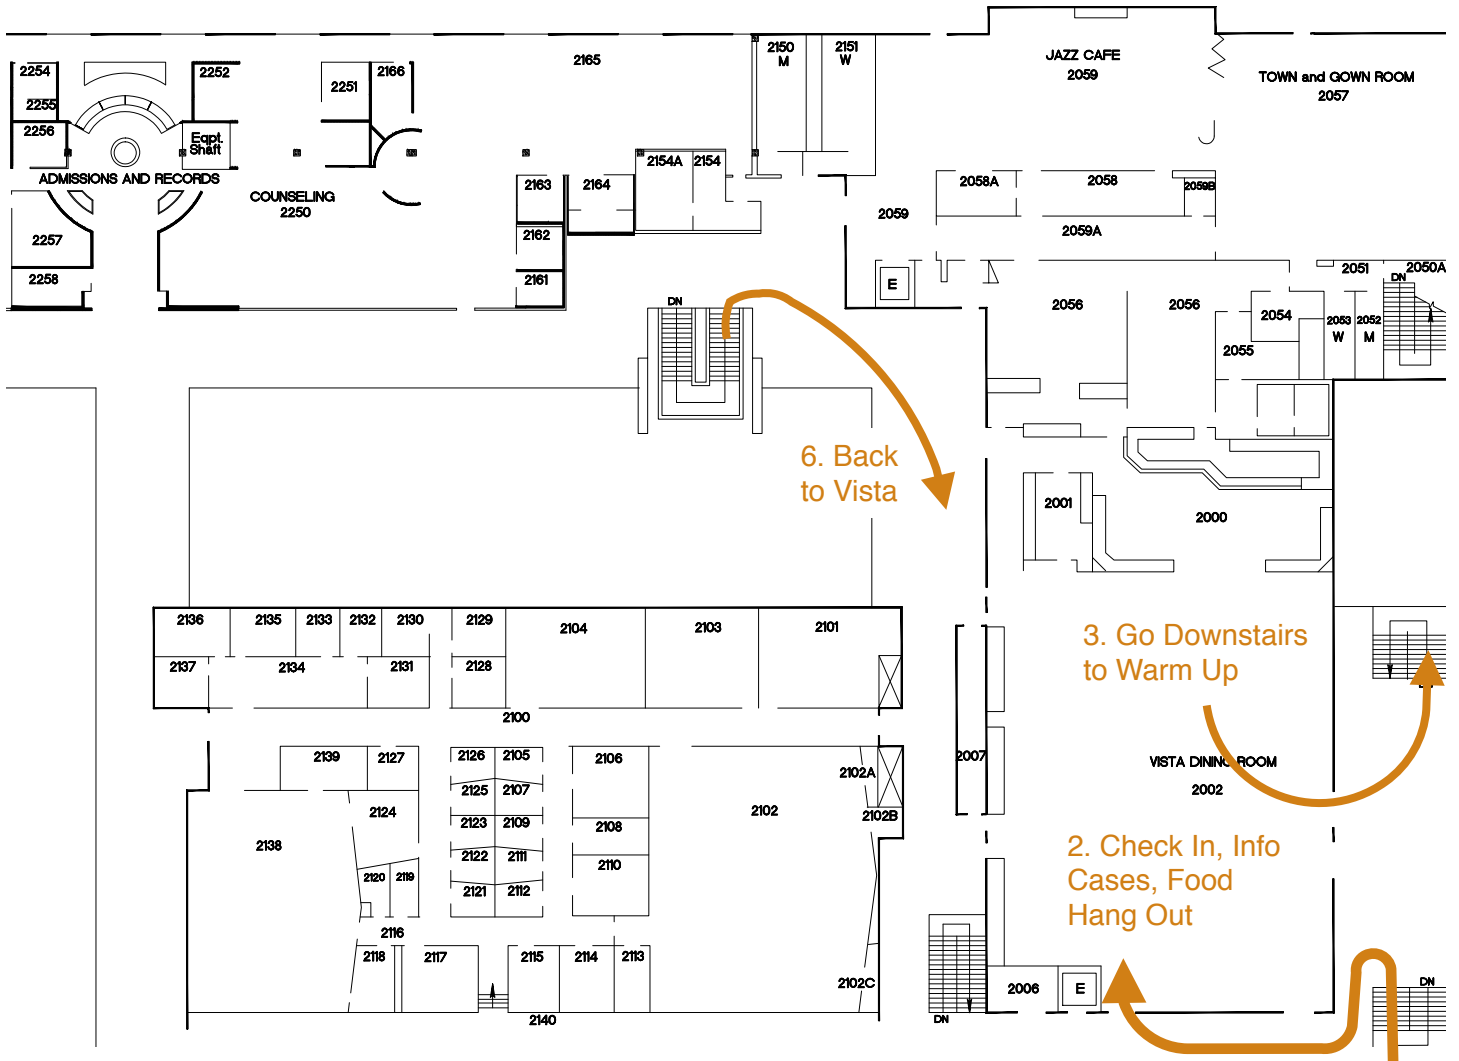 JAZZ CAFE
2059
TOWN and GOWN ROOM
2057
2254
2255
2256
2252
Eqpt.
Shaft
2251
2166
2165
2150
M
2151
W
ADMISSIONS AND RECORDS
COUNSELING
2250
2257
2258
2163
2162
2161
2164
2154A
2154
2059
2058A
2058
2059B
2059A
E
2056
2056
2054
2055
2053
W
2052
M
2051
2050A
DN
DN
6. Back
to Vista
2001
2000
2136
2135
2133
2132
2130
2129
2104
2103
2101
2137
2134
2131
2128
2100
3. Go Downstairs
to Warm Up
2139
2127
2126
2105
2106
2102A
2007
VISTA DINING ROOM
2002
2125
2107
2124
2123
2109
2108
2102
2102B
2138
2122
2111
2110
2120
2119
2121
2112
2. Check In, Info
Cases, Food
Hang Out
2116
2118
2117
2115
2114
2113
2102C
2140
DN
2006
E
DN